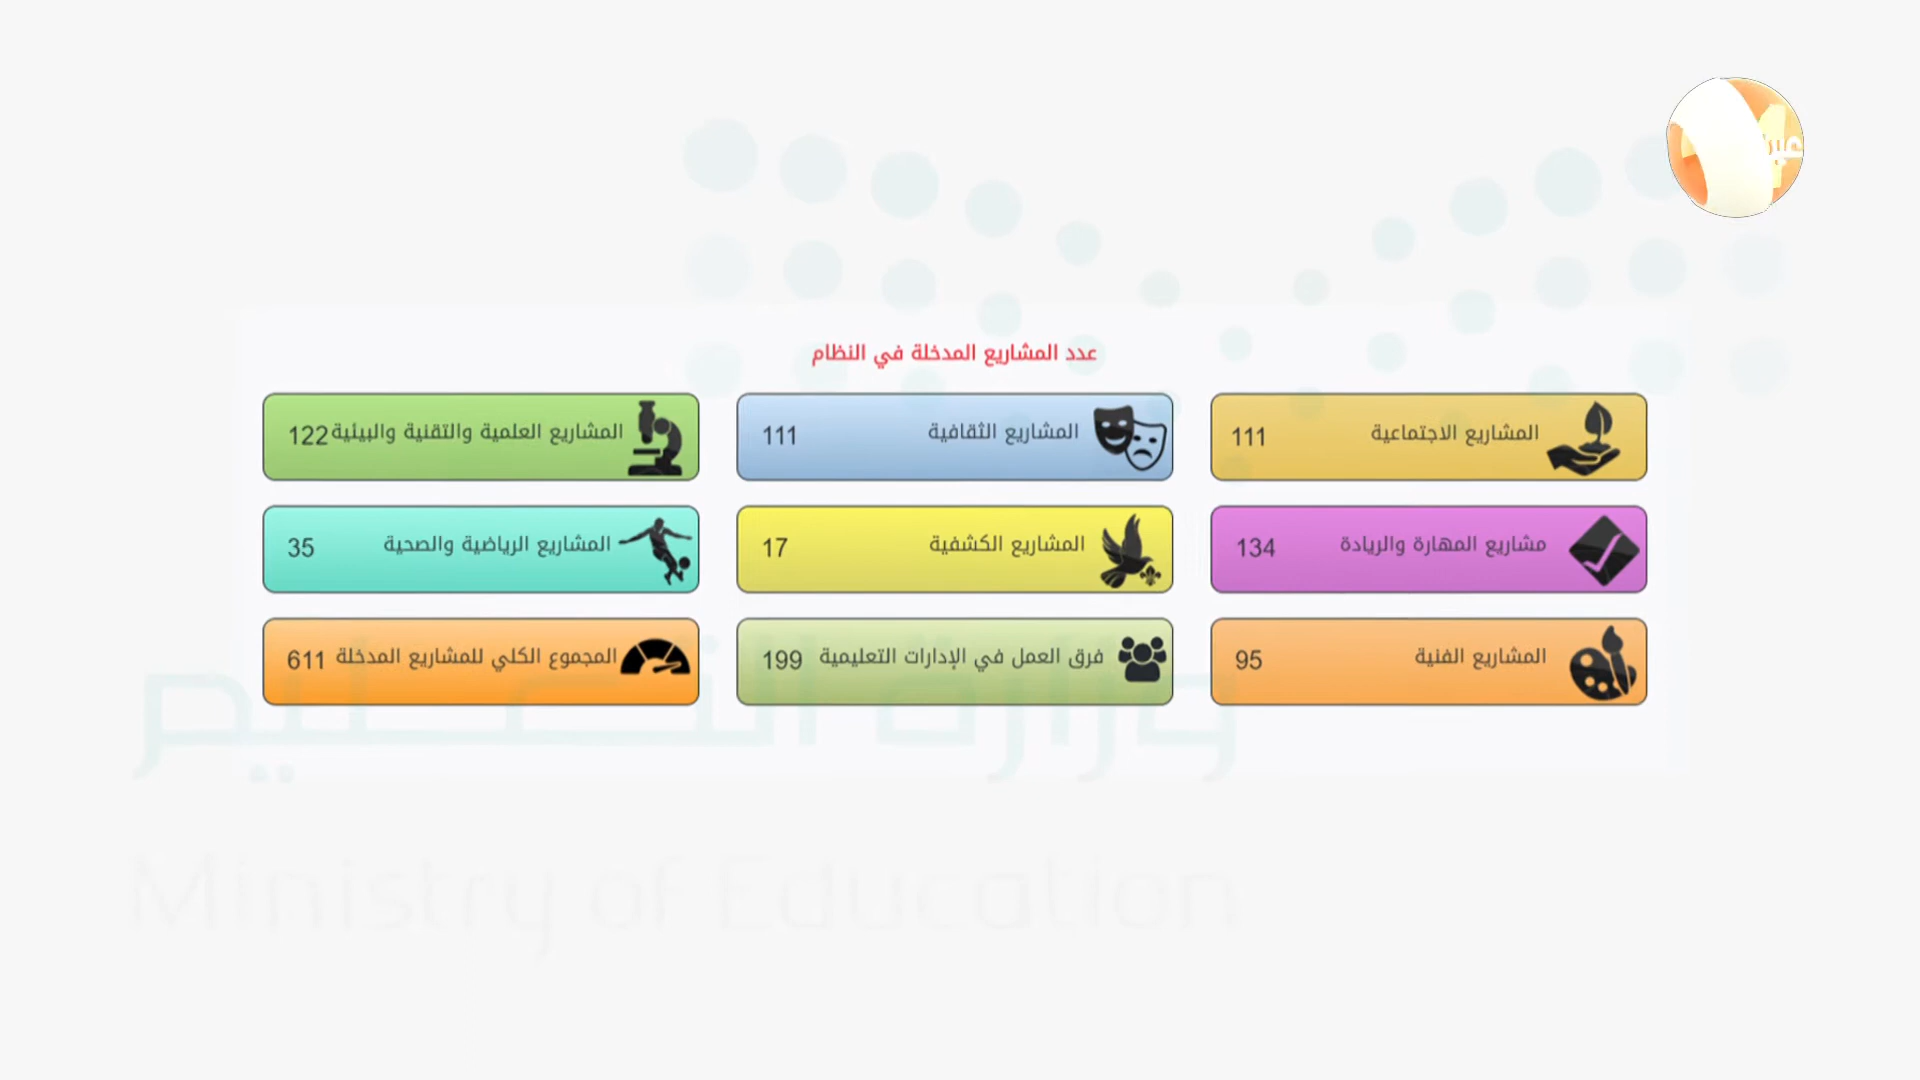 عدد المشاريع المدخلة في النظام
المشاريع الاجتماعية 111
المشاريع الثقافية 111
المشاريع العلمية والتقنية والبيئية 122
مشاريع المهارة والريادة 134
المشاريع الكشفية 17
المشاريع الرياضية والصحية 35
المشاريع الفنية 95
فرق العمل في الإدارات التعليمية 199
المجموع الكلي للمشاريع المدخلة 611
وزارة التعليم
Ministry of Education